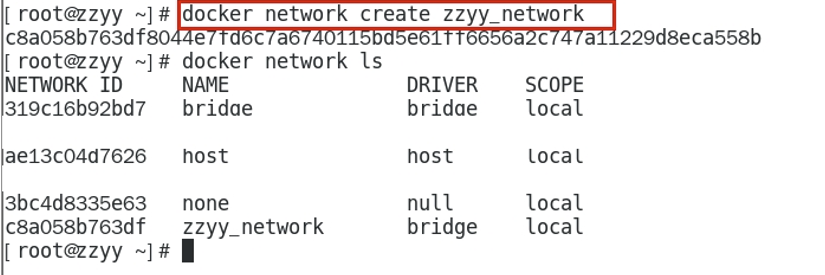 [ root@zzyy ~]# docker network create zzyy_network
c8a058b763df8044e7fd6c7a6740115bd5e61ff6656a2c747a11229d8eca558b
[ root@zzyy ~]# docker network ls
NETWORK ID NAME DRIVER SCOPE
319c16b92bd7 bridge bridge local
ae13c04d7626 host host local
3bc4d8335e63 none null local
c8a058b763df zzyy_network bridge local
[ root@zzyy ~]#